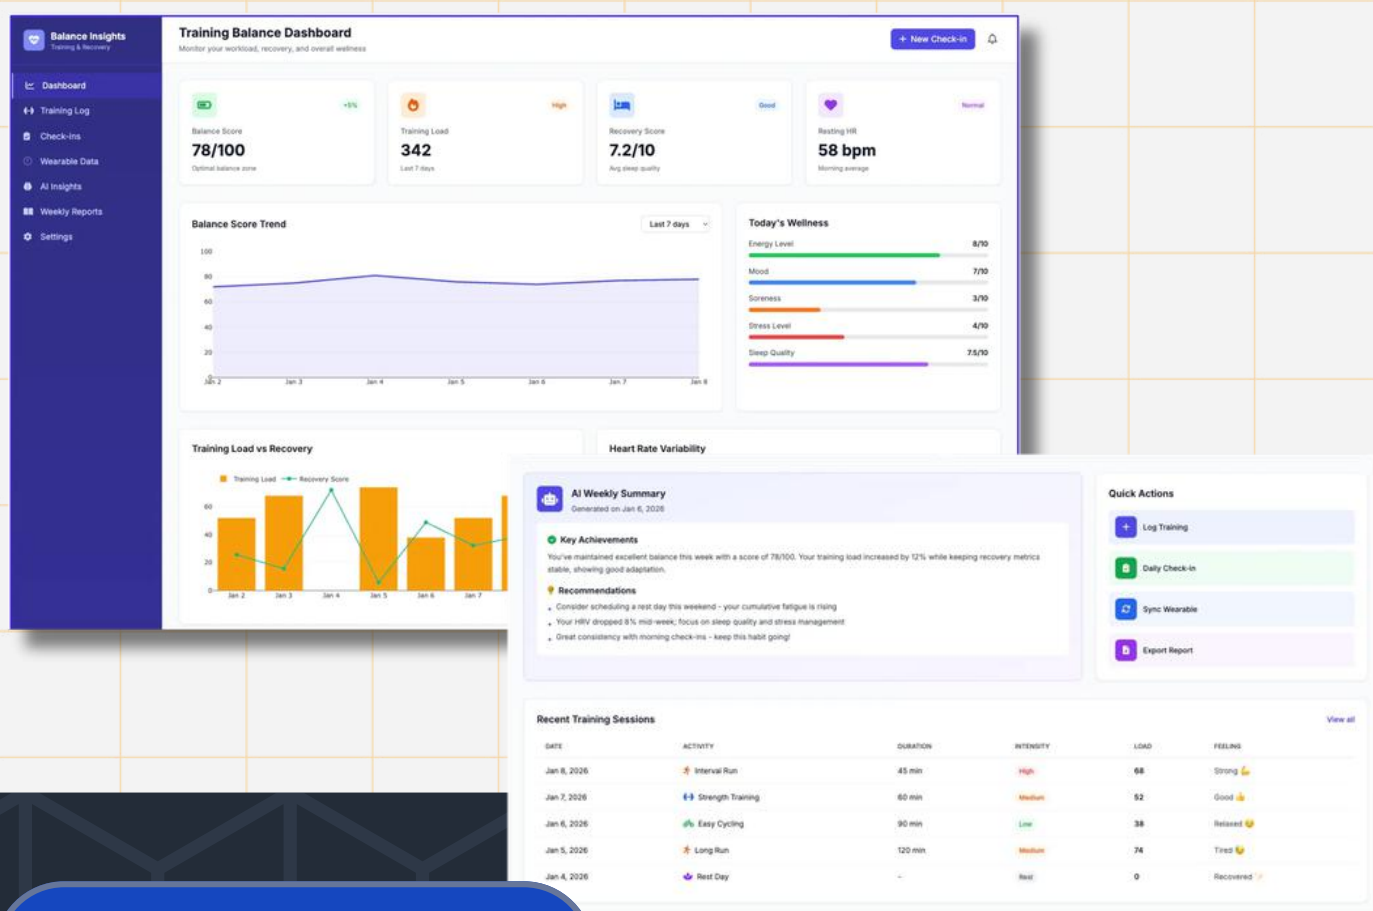 Balance Insights
Training & Recovery
Dashboard
Training Log
Check-ins
Wearable Data
AI Insights
Weekly Reports
Settings
Training Balance Dashboard
Monitor your workload, recovery, and overall wellness
+ New Check-in
+5%
Balance Score
78/100
Optimal balance zone
High
Training Load
342
Last 7 days
Good
Recovery Score
7.2/10
Avg sleep quality
Normal
Resting HR
58 bpm
Morning average
Balance Score Trend
Last 7 days
100
80
60
40
20
0
Jan 2 Jan 3 Jan 4 Jan 5 Jan 6 Jan 7 Jan 8
Today's Wellness
Energy Level 8/10
Mood 7/10
Soreness 3/10
Stress Level 4/10
Sleep Quality 7.5/10
Training Load vs Recovery
Training Load Recovery Score
60
40
20
0
Jan 2 Jan 3 Jan 4 Jan 5 Jan 6 Jan 7
Heart Rate Variability
AI Weekly Summary
Generated on Jan 6, 2026
Key Achievements
You've maintained excellent balance this week with a score of 78/100. Your training load increased by 12% while keeping recovery metrics
stable, showing good adaptation.
Recommendations
Consider scheduling a rest day this weekend - your cumulative fatigue is rising
Your HRV dropped 8% mid-week; focus on sleep quality and stress management
Great consistency with morning check-ins - keep this habit going!
Quick Actions
Log Training
Daily Check-in
Sync Wearable
Export Report
Recent Training Sessions View all
DATE ACTIVITY DURATION INTENSITY LOAD FEELING
Jan 8, 2026 Interval Run 45 min High 68 Strong 💪
Jan 7, 2026 Strength Training 60 min Medium 52 Good 👍
Jan 6, 2026 Easy Cycling 90 min Low 38 Relaxed
Jan 5, 2026 Long Run 120 min Medium 74 Tired
Jan 4, 2026 Rest Day - Rest 0 Recovered